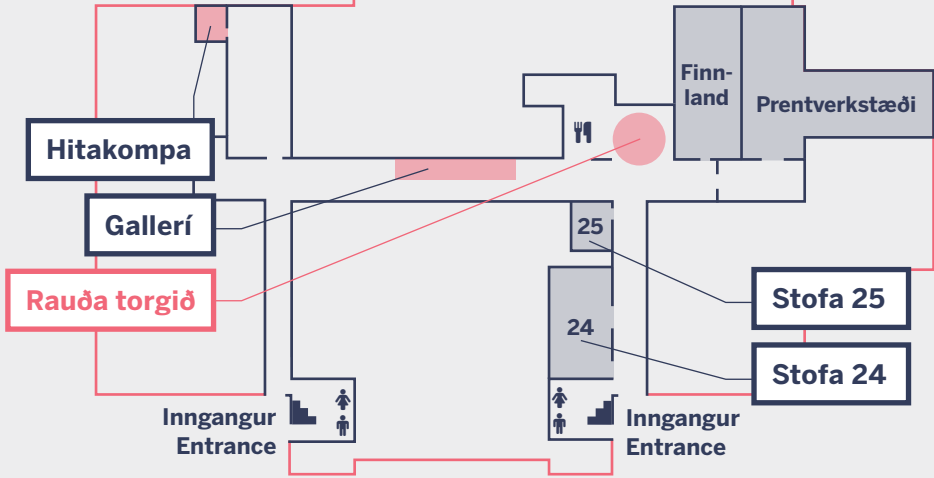 Finn-
land
Prentverkstæði
Hitakompa
Gallerí
Rauða torgið
25
24
Stofa 25
Stofa 24
Inngangur
Entrance
Inngangur
Entrance